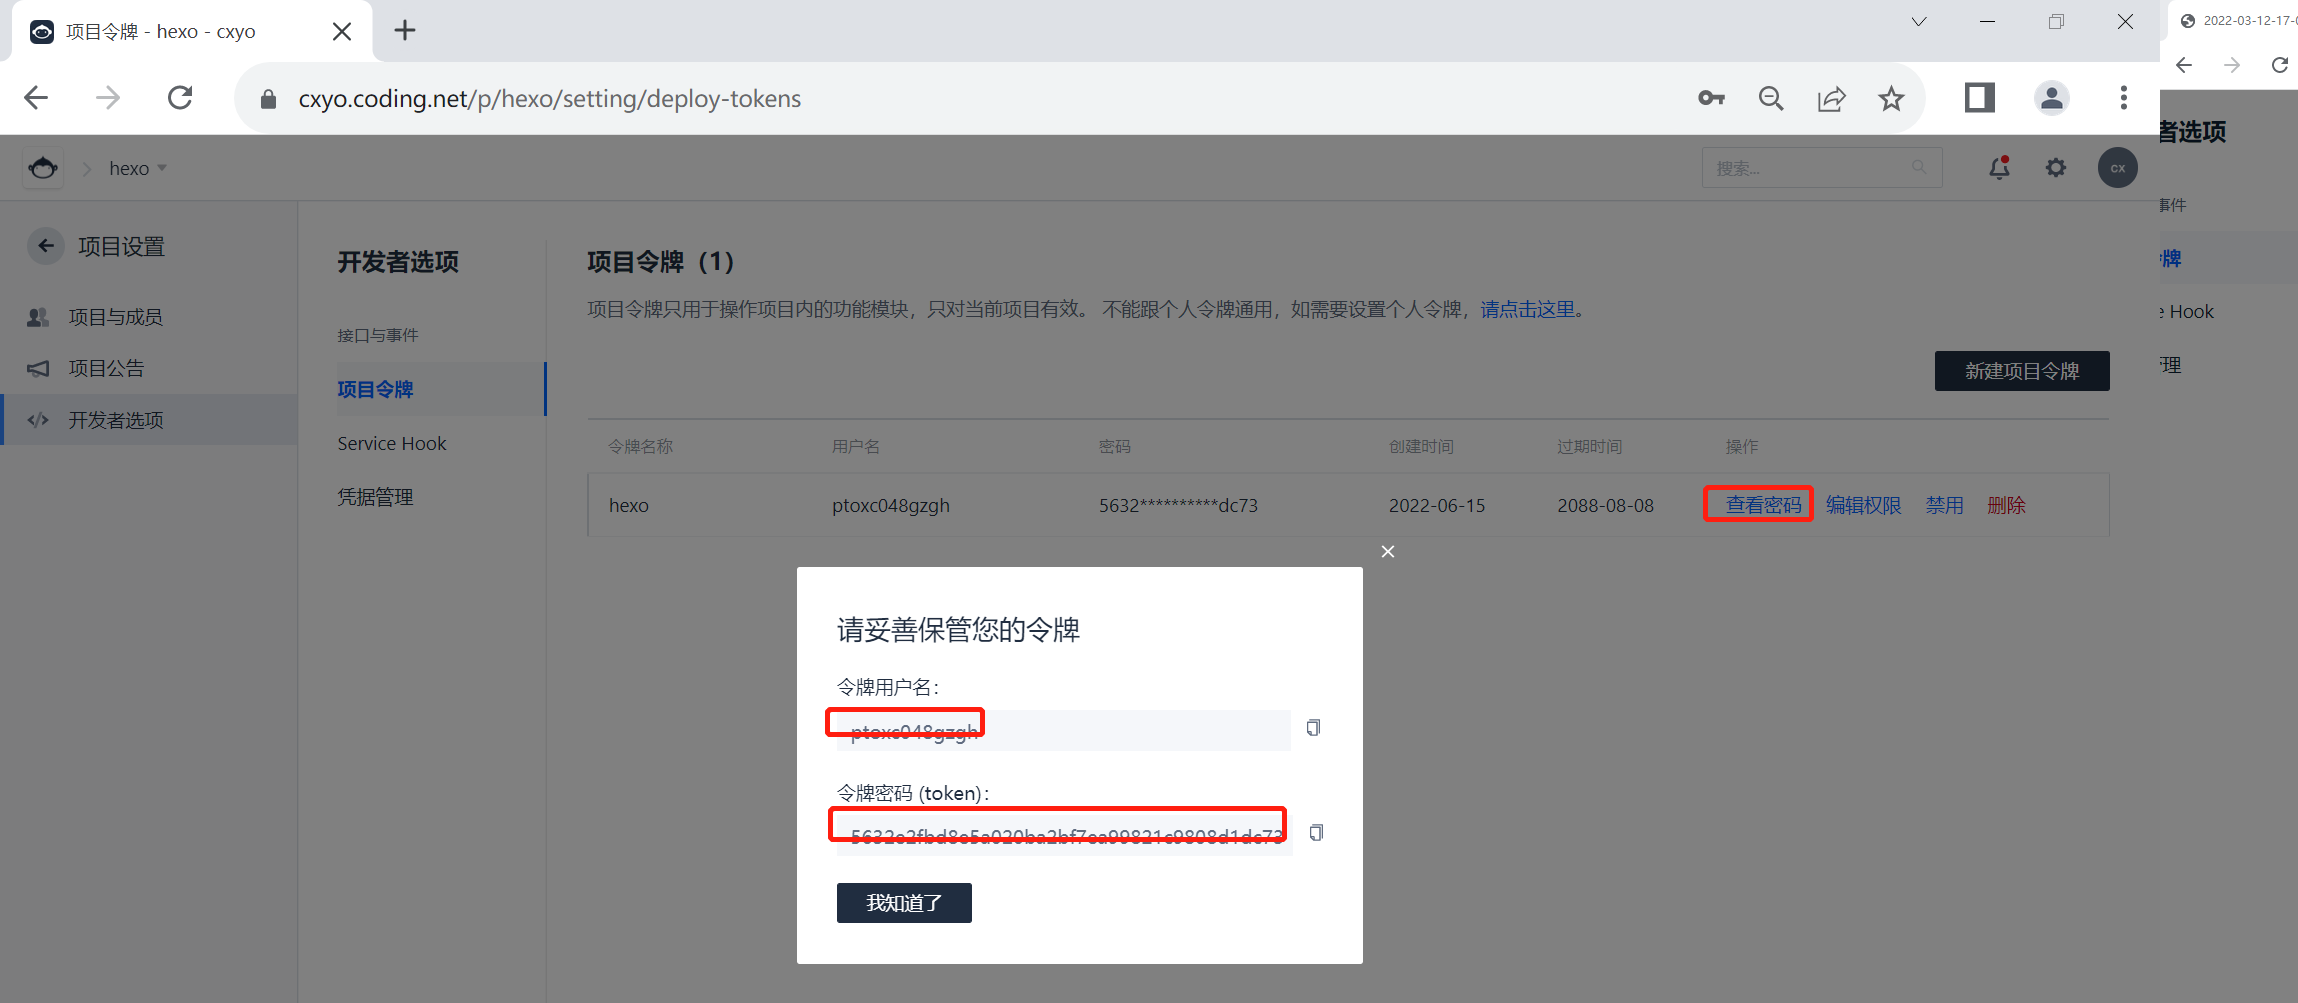 项目令牌 - hexo - cxyo
2022-03-12-17-
cxyo.coding.net/p/hexo/setting/deploy-tokens
hexo
搜索...
CX
项目设置
项目与成员
项目公告
开发者选项
开发者选项
接口与事件
项目令牌
Service Hook
凭据管理
项目令牌（1）
项目令牌只用于操作项目内的功能模块，只对当前项目有效。 不能跟个人令牌通用，如需要设置个人令牌，请点击这里。
新建项目令牌
令牌名称 用户名 密码 创建时间 过期时间 操作
hexo ptoxc048gzgh 5632**********dc73 2022-06-15 2088-08-08 查看密码 编辑权限 禁用 删除
请妥善保管您的令牌
令牌用户名：
ptoxc048gzgh
令牌密码 (token)：
我知道了
者选项
事件
牌
Hook
理